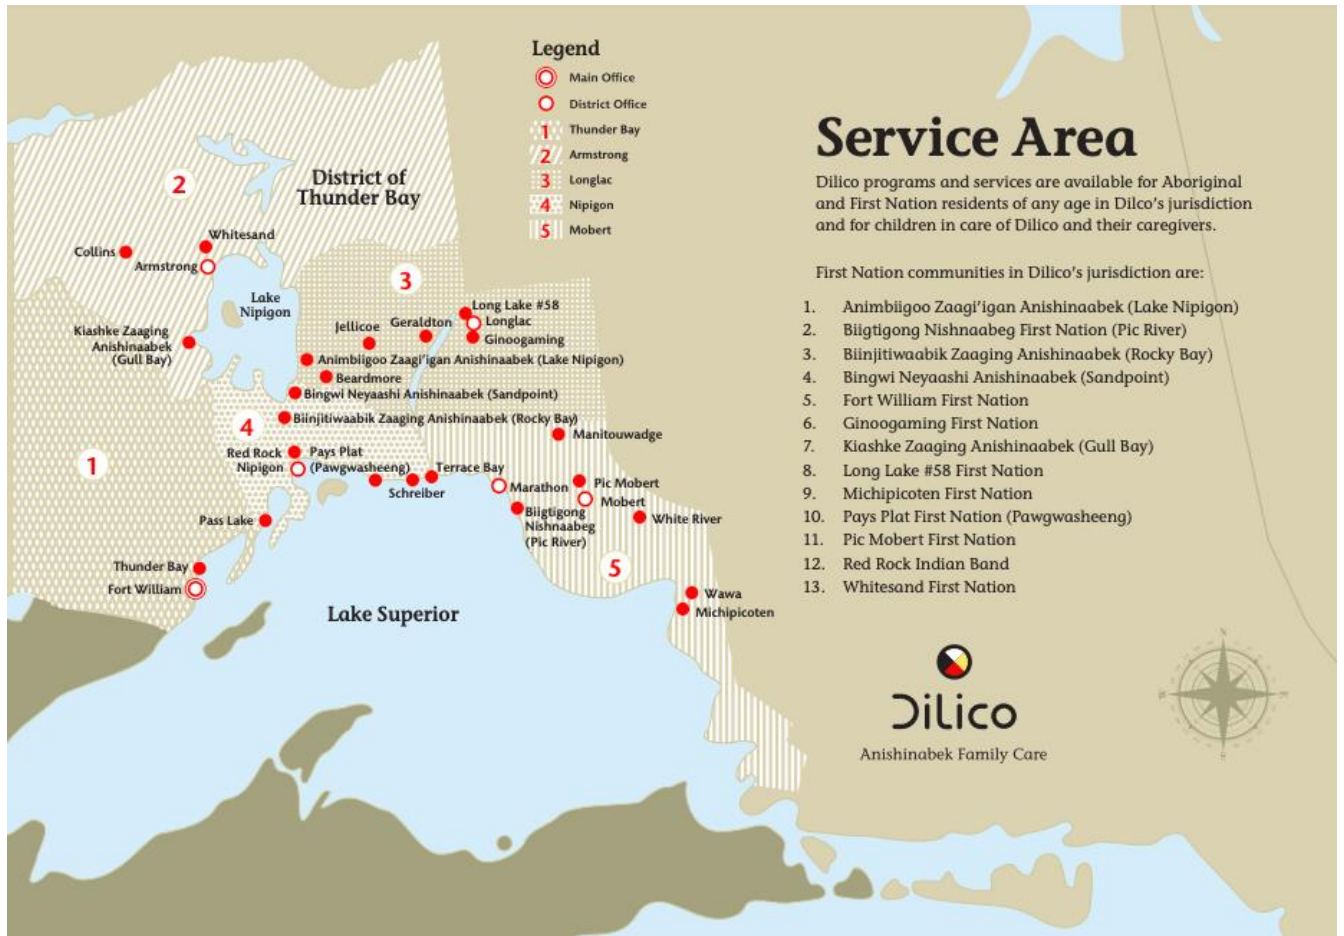 Legend
Main Office
District Office
1 Thunder Bay
2 Armstrong
3 Longlac
4 Nipigon
5 Mobert
District of
Thunder Bay
2
Whitesand
Collins
Armstrong
Lake
Nipigon
3
Long Lake #58
Longlac
Ginoogaming
Jellicoe
Geraldton
Kiashke Zaaging
Anishinaabek
(Gull Bay)
Animbiigoo Zaagi'igan Anishinaabek (Lake Nipigon)
Beardmore
Bingwi Neyaashi Anishinaabek (Sandpoint)
Biinjitiwaabik Zaaging Anishinaabek (Rocky Bay)
4
Manitouwadge
1
Red Rock
Nipigon
Pays Plat
(Pawgwasheeng)
Terrace Bay
Schreiber
Marathon
Pic Mobert
Mobert
Biigtigong
Nishnaabeg
(Pic River)
White River
Pass Lake
Thunder Bay
Fort William
5
Wawa
Michipicoten
Lake Superior
Service Area
Dilico programs and services are available for Aboriginal
and First Nation residents of any age in Dilco's jurisdiction
and for children in care of Dilico and their caregivers.
First Nation communities in Dilico's jurisdiction are:
1. Animbiigoo Zaagi'igan Anishinaabek (Lake Nipigon)
2. Biigtigong Nishnaabeg First Nation (Pic River)
3. Biinjitiwaabik Zaaging Anishinaabek (Rocky Bay)
4. Bingwi Neyaashi Anishinaabek (Sandpoint)
5. Fort William First Nation
6. Ginoogaming First Nation
7. Kiashke Zaaging Anishinaabek (Gull Bay)
8. Long Lake #58 First Nation
9. Michipicoten First Nation
10. Pays Plat First Nation (Pawgwasheeng)
11. Pic Mobert First Nation
12. Red Rock Indian Band
13. Whitesand First Nation
Dilico
Anishinabek Family Care
N
S